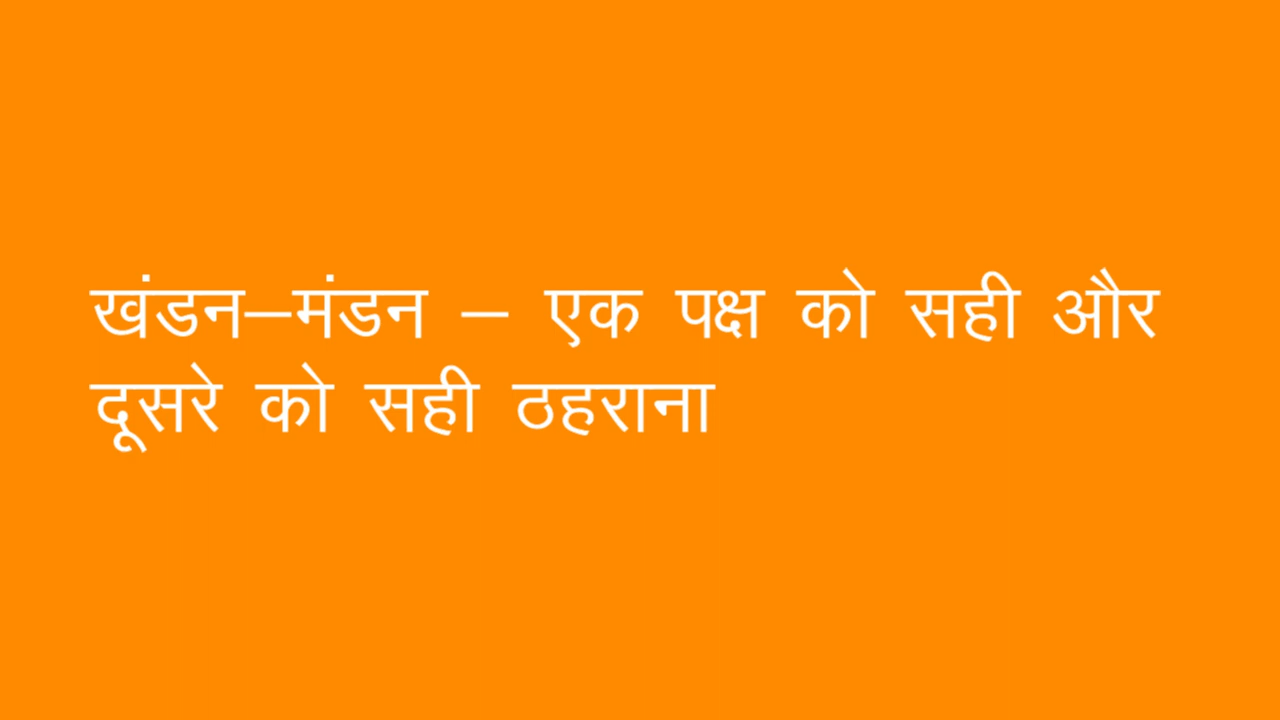 खंडन–मंडन – एक पक्ष को सही और
दूसरे को सही ठहराना